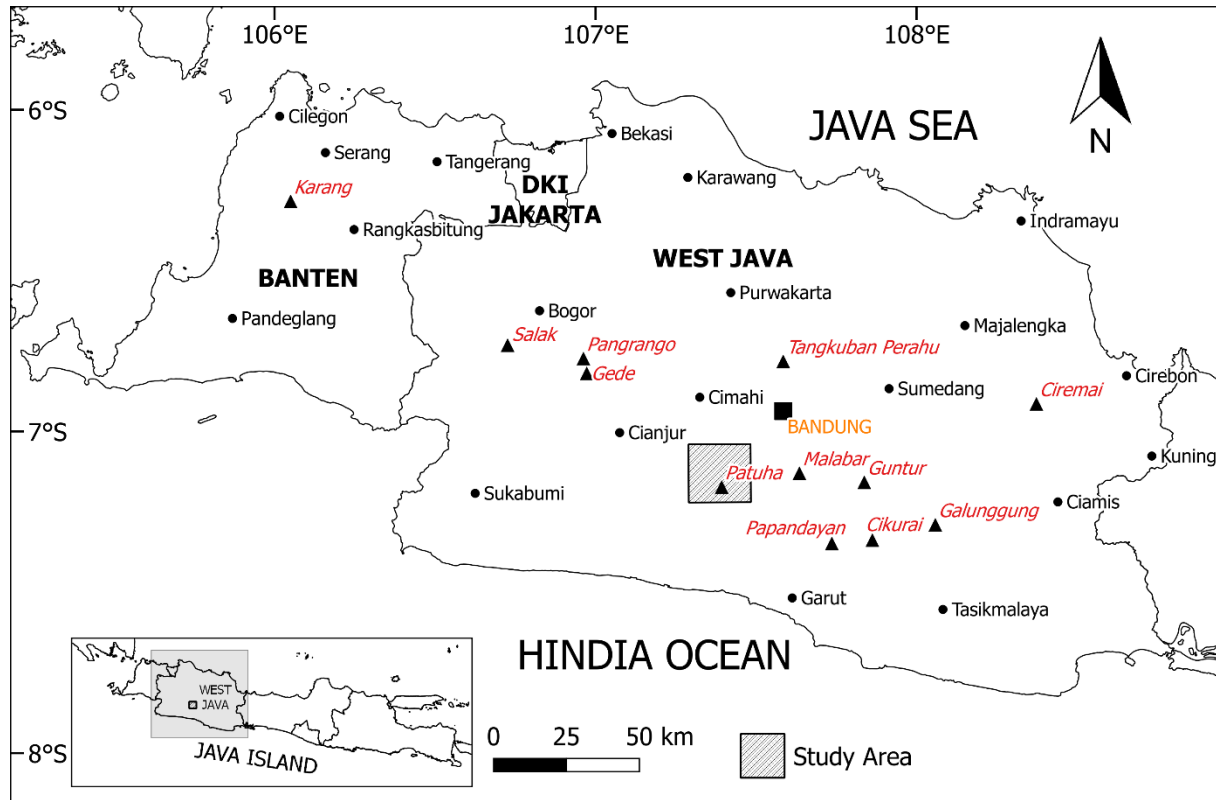 106°E
107°E
108°E
6°S
7°S
8°S
JAVA SEA
N
Cilegon
Serang
Tangerang
Bekasi
Karang
DKI
JAKARTA
Karawang
Rangkasbitung
Indramayu
BANTEN
WEST JAVA
Pandeglang
Bogor
Purwakarta
Majalengka
Salak
Pangrango
Gede
Tangkuban Perahu
Cimahi
Sumedang
Ciremai
Cirebon
BANDUNG
Cianjur
Kuning
Patuha
Malabar
Guntur
Sukabumi
Galunggung
Ciamis
Papandayan
Cikurai
Garut
Tasikmalaya
HINDIA OCEAN
WEST
JAVA
JAVA ISLAND
0 25 50 km
Study Area